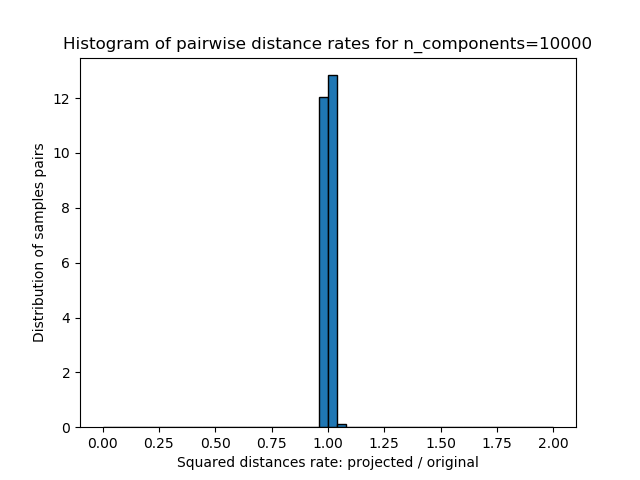 Histogram of pairwise distance rates for n_components=10000
Distribution of samples pairs
12
10
8
6
4
2
0
0.00 0.25 0.50 0.75 1.00 1.25 1.50 1.75 2.00
Squared distances rate: projected / original